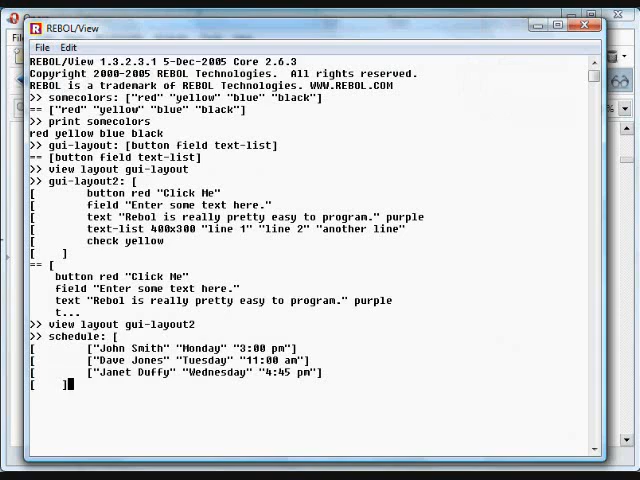 REBOL/View
File Edit
REBOL/View 1.3.2.3.1 5-Dec-2005 Core 2.6.3
Copyright 2000-2005 REBOL Technologies. All rights reserved.
REBOL is a trademark of REBOL Technologies. WWW.REBOL.COM
>> somecolors: ["red" "yellow" "blue" "black"]
== ["red" "yellow" "blue" "black"]
>> print somecolors
red yellow blue black
>> gui-layout: [button field text-list]
== [button field text-list]
>> view layout gui-layout
>> gui-layout2: [
[ button red "Click Me"
[ field "Enter some text here."
[ text "Rebol is really pretty easy to program." purple
[ text-list 400x300 "line 1" "line 2" "another line"
[ check yellow
[ ]
== [
button red "Click Me"
field "Enter some text here."
text "Rebol is really pretty easy to program." purple
t...
>> view layout gui-layout2
>> schedule: [
[ ["John Smith" "Monday" "3:00 pm"]
[ ["Dave Jones" "Tuesday" "11:00 am"]
[ ["Janet Duffy" "Wednesday" "4:45 pm"]
[ ]